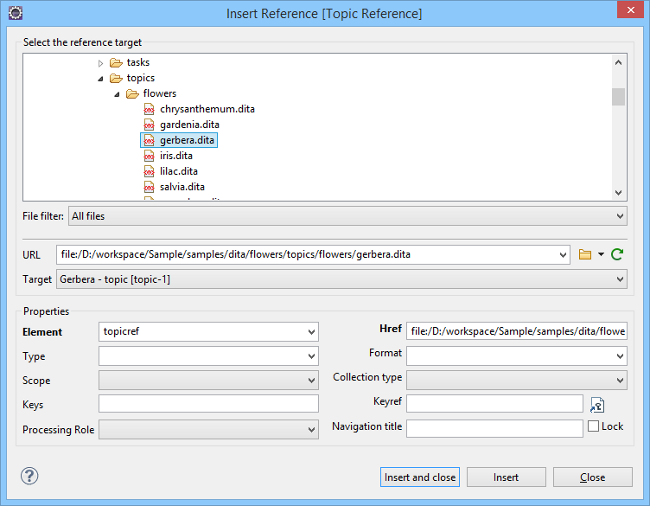 Insert Reference [Topic Reference]
Select the reference target
tasks
topics
flowers
chrysanthemum.dita
gardenia.dita
gerbera.dita
iris.dita
lilac.dita
salvia.dita
File filter: All files
URL file:/D:/workspace/Sample/samples/dita/flowers/topics/flowers/gerbera.dita
Target Gerbera - topic [topic-1]
Properties
Element topicref Href file:/D:/workspace/Sample/samples/dita/flowe
Type Format
Scope Collection type
Keys Keyref
Processing Role Navigation title Lock
Insert and close Insert Close